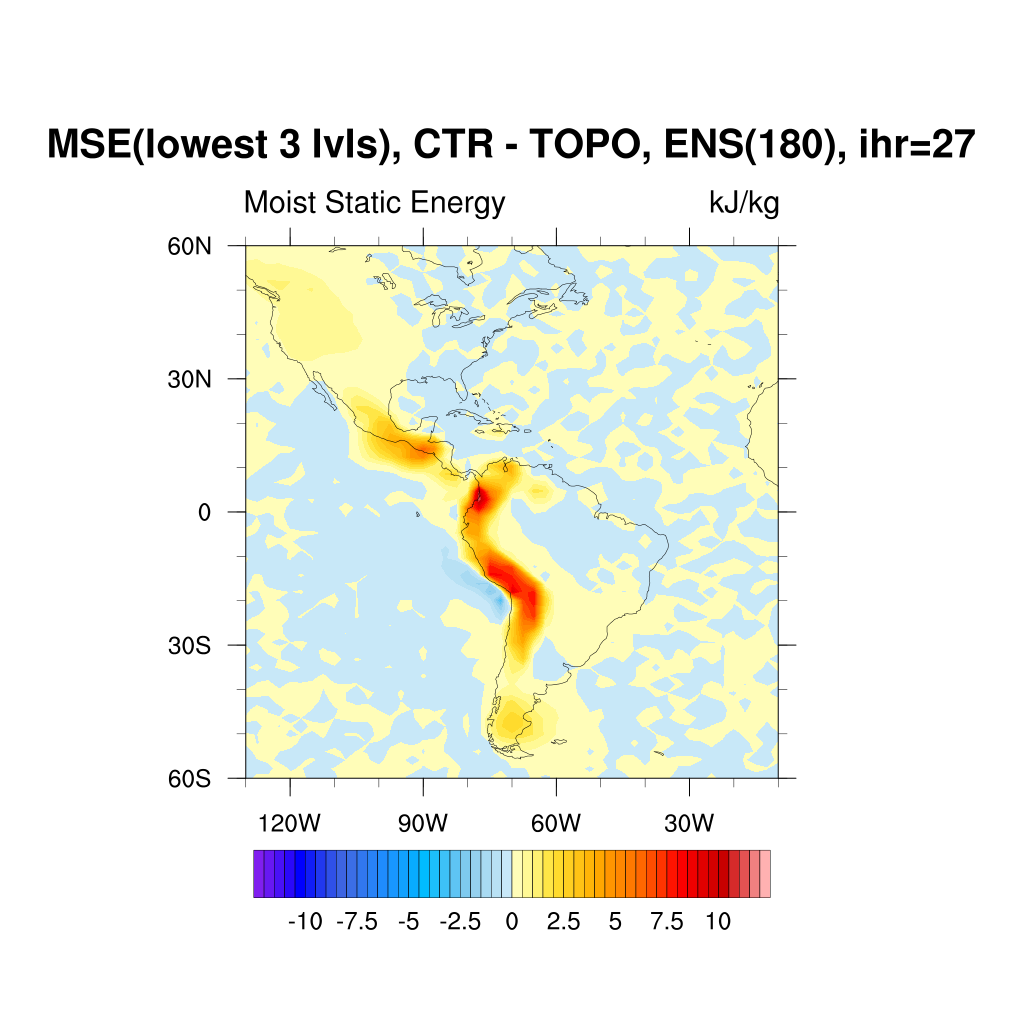 MSE(lowest 3 lvls), CTR - TOPO, ENS(180), ihr=27
Moist Static Energy kJ/kg
60N
30N
0
30S
60S
120W 90W 60W 30W
-10 -7.5 -5 -2.5 0 2.5 5 7.5 10